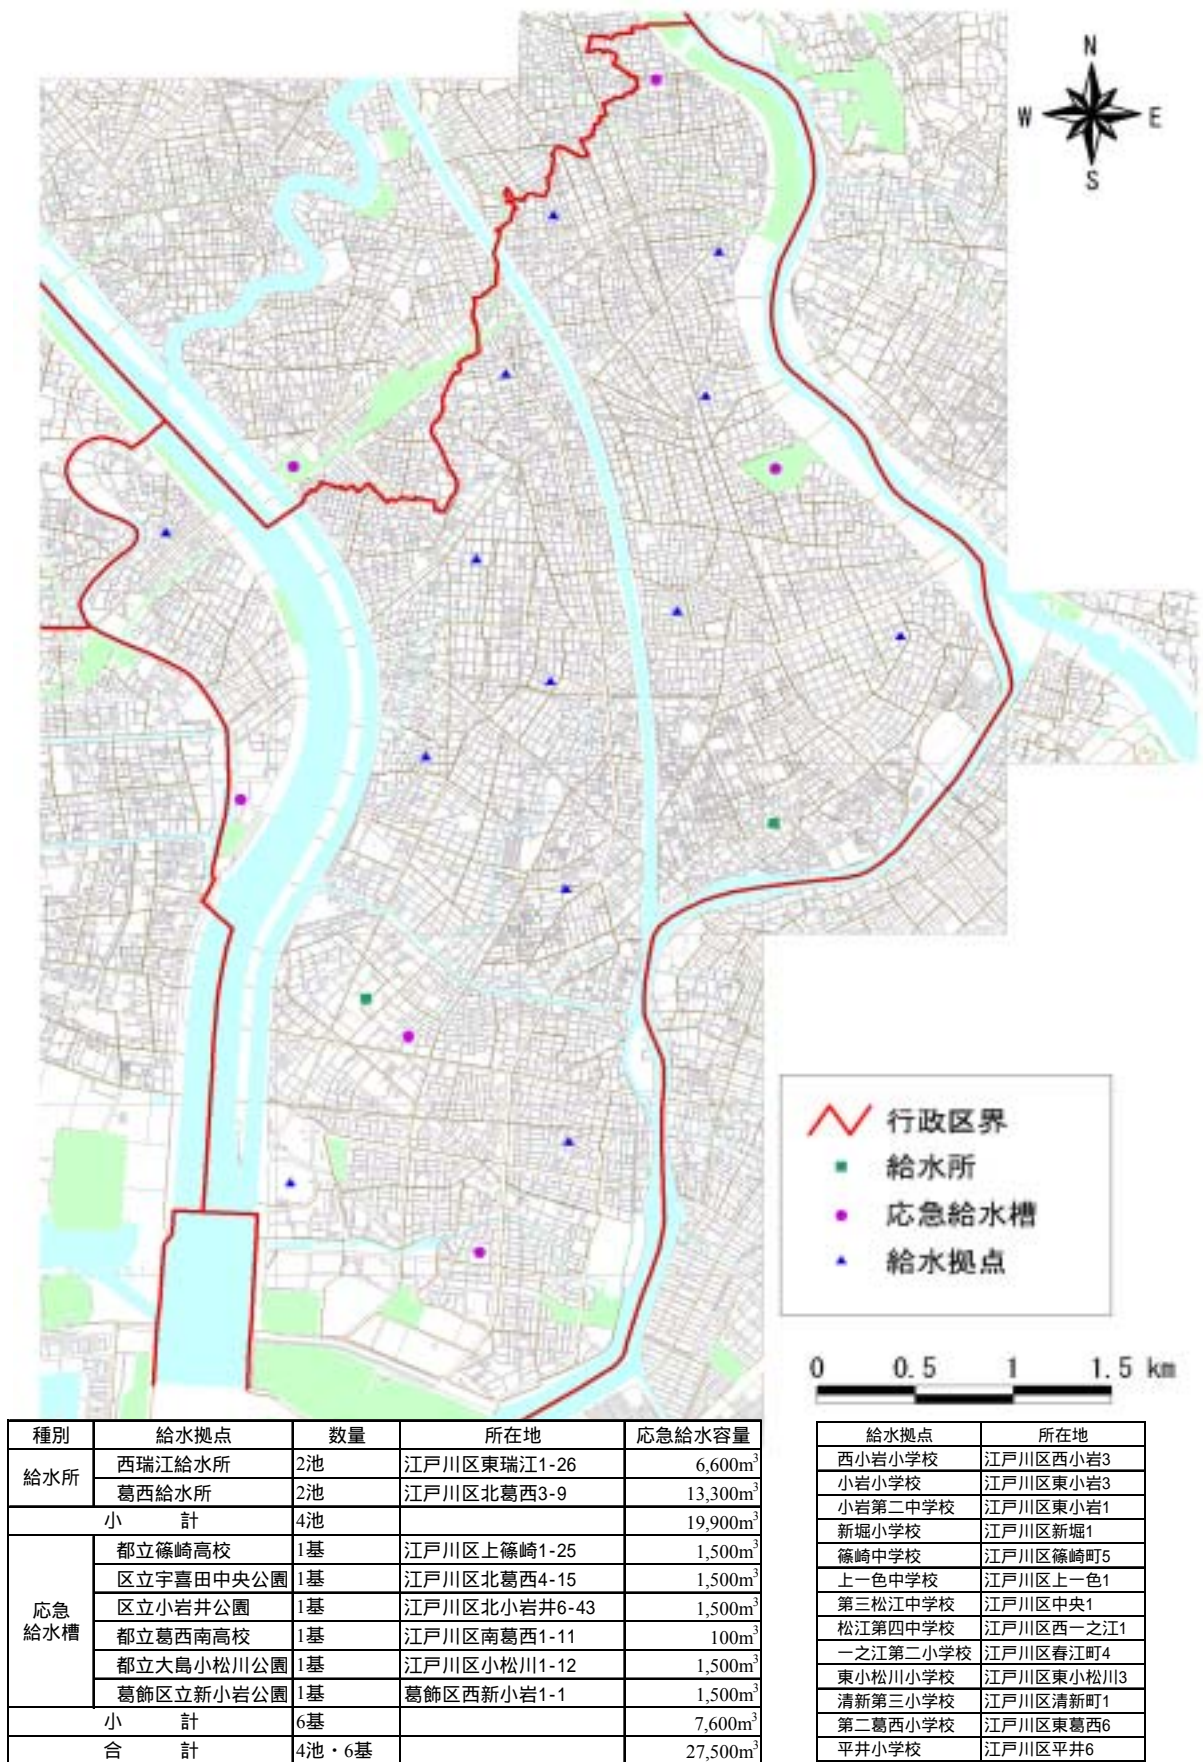 N
W E
S
行政区界
給水所
応急給水槽
給水拠点
0 0.5 1 1.5 km
種別 給水拠点 数量 所在地 応急給水容量
給水所 西瑞江給水所 2池 江戸川区東瑞江1-26 6,600m³
葛西給水所 2池 江戸川区北葛西3-9 13,300m³
小 計 4池 19,900m³
応急給水槽 都立篠崎高校 1基 江戸川区上篠崎1-25 1,500m³
区立宇喜田中央公園 1基 江戸川区北葛西4-15 1,500m³
区立小岩井公園 1基 江戸川区北小岩井6-43 1,500m³
都立葛西南高校 1基 江戸川区南葛西1-11 100m³
都立大島小松川公園 1基 江戸川区小松川1-12 1,500m³
葛飾区立新小岩公園 1基 葛飾区西新小岩1-1 1,500m³
小 計 6基 7,600m³
合 計 4池・6基 27,500m³
給水拠点 所在地
西小岩小学校 江戸川区西小岩3
小岩小学校 江戸川区東小岩3
小岩第二中学校 江戸川区東小岩1
新堀小学校 江戸川区新堀1
篠崎中学校 江戸川区篠崎町5
上一色中学校 江戸川区上一色1
第三松江中学校 江戸川区中央1
松江第四中学校 江戸川区西一之江1
一之江第二小学校 江戸川区春江町4
東小松川小学校 江戸川区東小松川3
清新第三小学校 江戸川区清新町1
第二葛西小学校 江戸川区東葛西6
平井小学校 江戸川区平井6